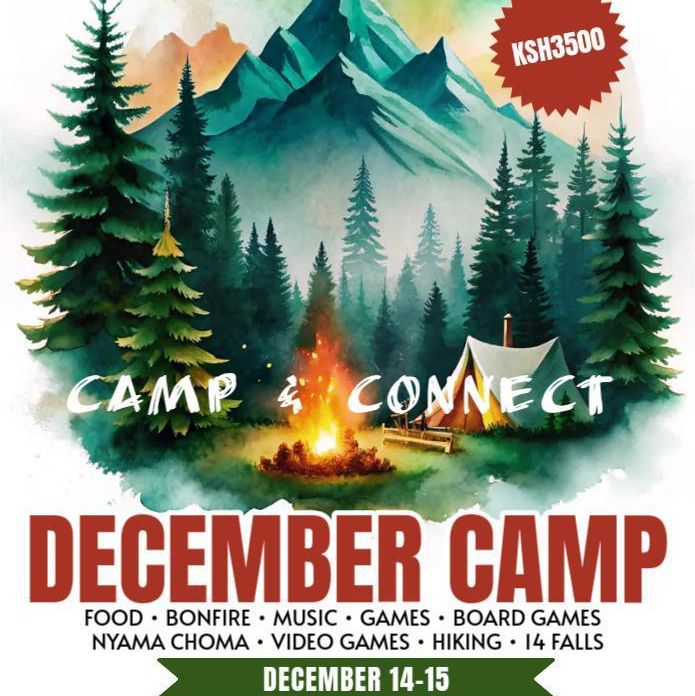 KSH3500
CAMP & CONNECT
DECEMBER CAMP
FOOD • BONFIRE • MUSIC • GAMES • BOARD GAMES
NYAMA CHOMA • VIDEO GAMES • HIKING • 14 FALLS
DECEMBER 14-15